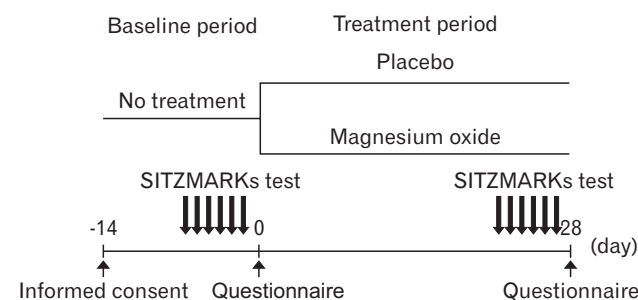 Baseline period Treatment period
Placebo
No treatment
Magnesium oxide
SITZMARKs test SITZMARKs test
-14 0 28 (day)
Informed consent Questionnaire Questionnaire